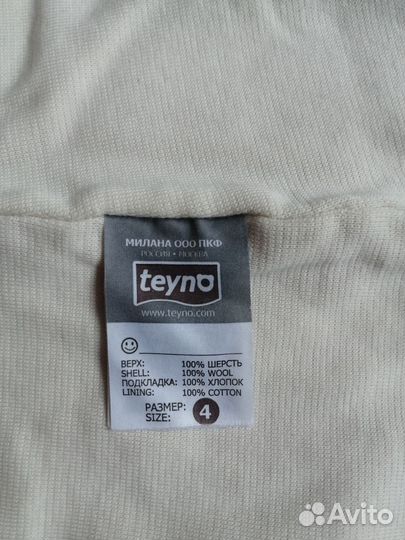 МИЛАНА ООО ПКФ
РОССИЯ • МОСКВА
teyno
www.teyno.com
ВЕРХ: 100% ШЕРСТЬ
SHELL: 100% WOOL
ПОДКЛАДКА: 100% ХЛОПОК
LINING: 100% COTTON
РАЗМЕР:
SIZE: 4
Avito